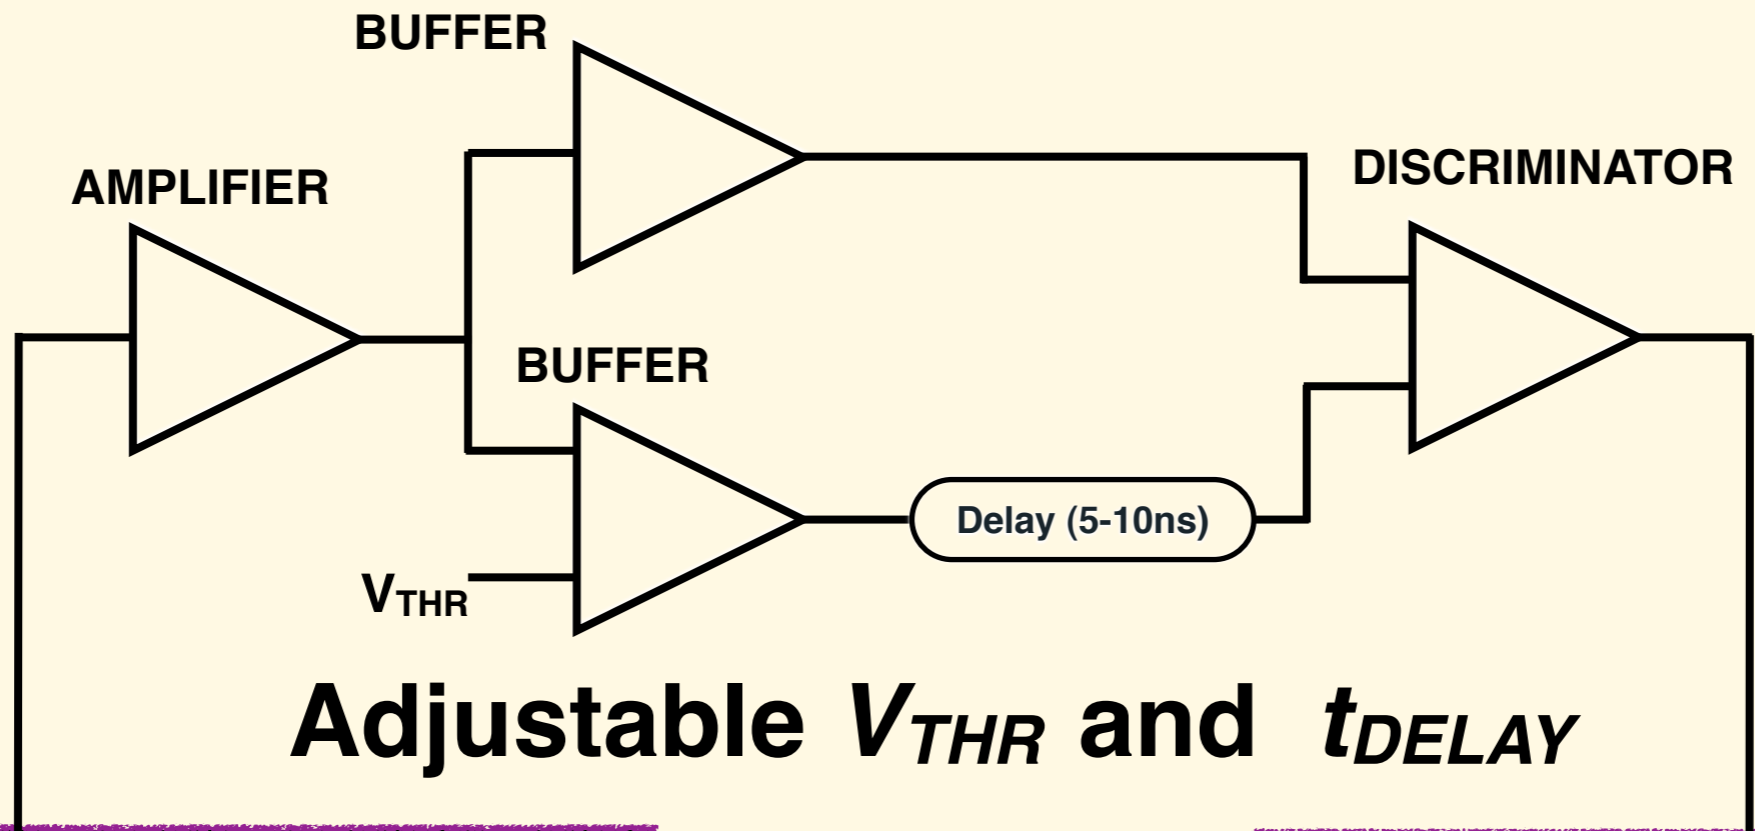 BUFFER
AMPLIFIER
DISCRIMINATOR
BUFFER
Delay (5-10ns)
VTHR
Adjustable VTHR and tDELAY